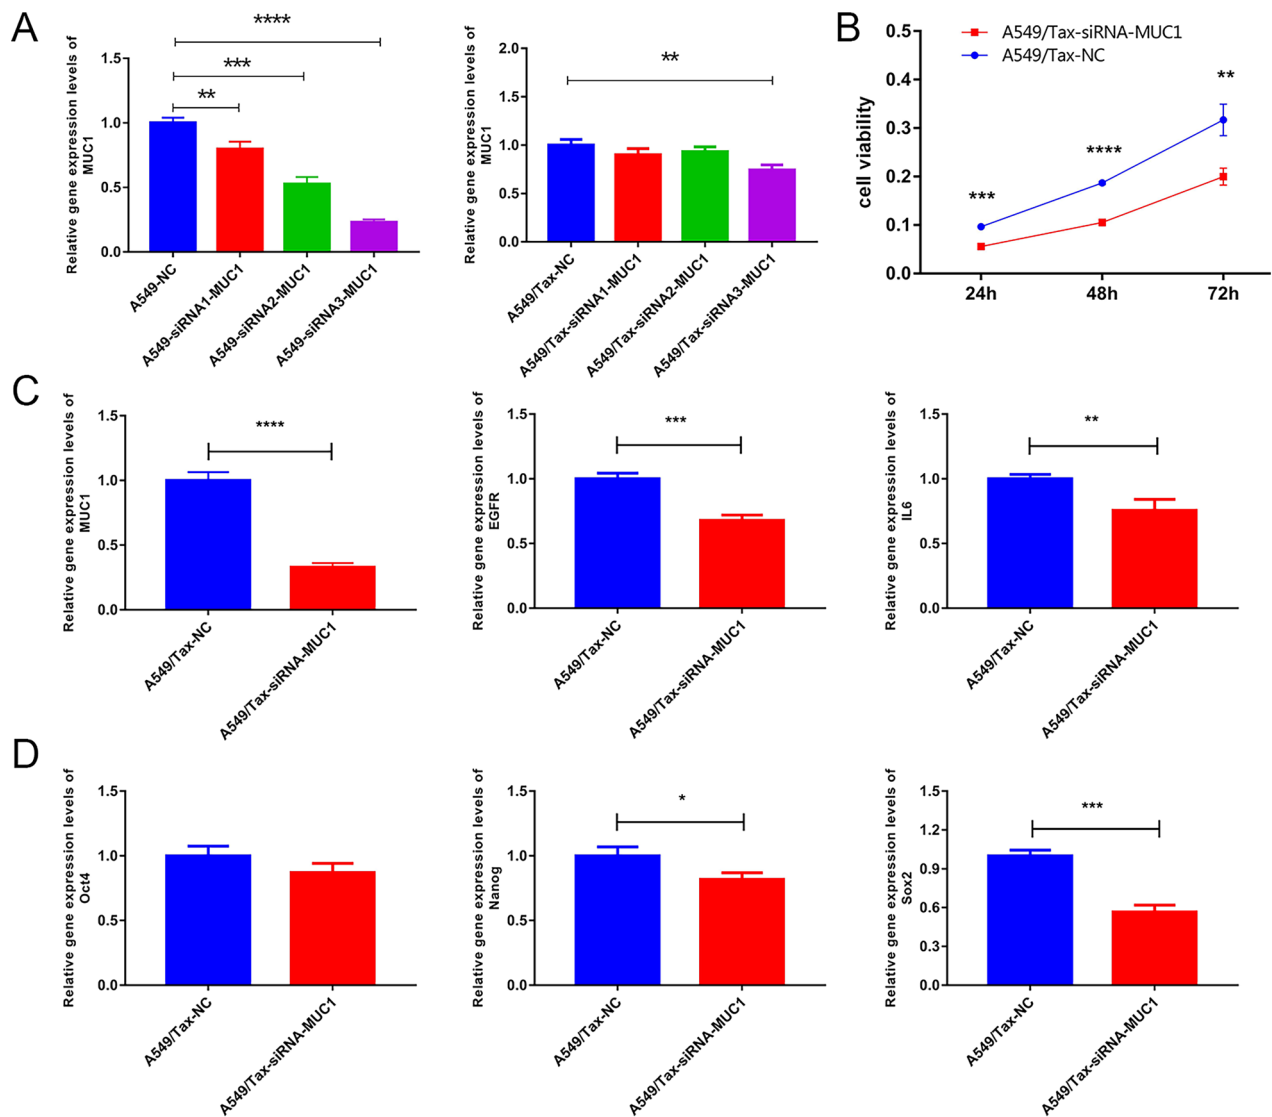 A
Relative gene expression levels of
MUC1
1.5
1.0
0.5
0.0
****
***
**
A549-NC
A549-siRNA1-MUC1
A549-siRNA2-MUC1
A549-siRNA3-MUC1
Relative gene expression levels of
MUC1
2.0
1.5
1.0
0.5
0.0
**
A549/Tax-NC
A549/Tax-siRNA1-MUC1
A549/Tax-siRNA2-MUC1
A549/Tax-siRNA3-MUC1
B
A549/Tax-siRNA-MUC1
A549/Tax-NC
cell viability
0.5
0.4
0.3
0.2
0.1
0.0
***
****
**
24h
48h
72h
C
Relative gene expression levels of
MUC1
1.5
1.0
0.5
0.0
****
A549/Tax-NC
A549/Tax-siRNA-MUC1
Relative gene expression levels of
EGFR
1.5
1.0
0.5
0.0
***
A549/Tax-NC
A549/Tax-siRNA-MUC1
Relative gene expression levels of
IL6
1.5
1.0
0.5
0.0
**
A549/Tax-NC
A549/Tax-siRNA-MUC1
D
Relative gene expression levels of
Oct4
1.5
1.0
0.5
0.0
A549/Tax-NC
A549/Tax-siRNA-MUC1
Relative gene expression levels of
Nanog
1.5
1.0
0.5
0.0
*
A549/Tax-NC
A549/Tax-siRNA-MUC1
Relative gene expression levels of
Sox2
1.5
1.2
0.9
0.6
0.3
0.0
***
A549/Tax-NC
A549/Tax-siRNA-MUC1